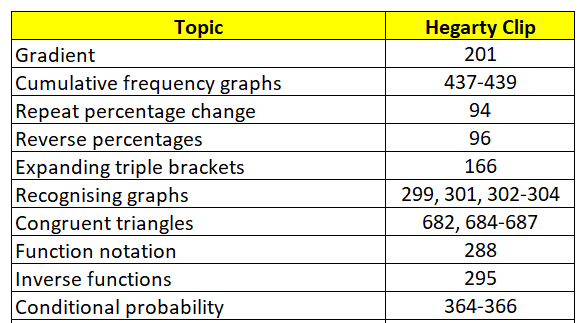 Topic Hegarty Clip
Gradient 201
Cumulative frequency graphs 437-439
Repeat percentage change 94
Reverse percentages 96
Expanding triple brackets 166
Recognising graphs 299, 301, 302-304
Congruent triangles 682, 684-687
Function notation 288
Inverse functions 295
Conditional probability 364-366